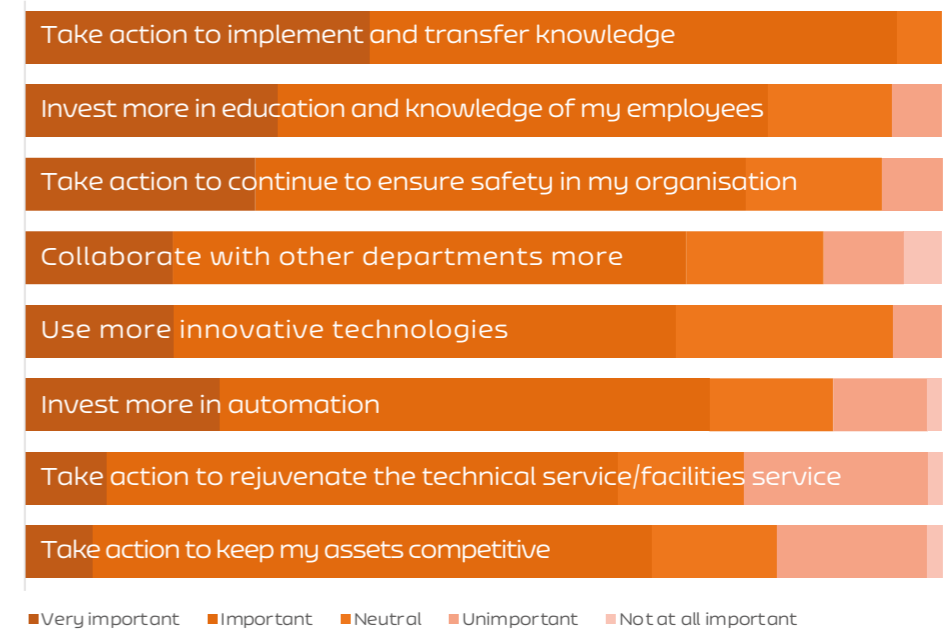 Take action to implement and transfer knowledge
Invest more in education and knowledge of my employees
Take action to continue to ensure safety in my organisation
Collaborate with other departments more
Use more innovative technologies
Invest more in automation
Take action to rejuvenate the technical service/facilities service
Take action to keep my assets competitive
Very important Important Neutral Unimportant Not at all important